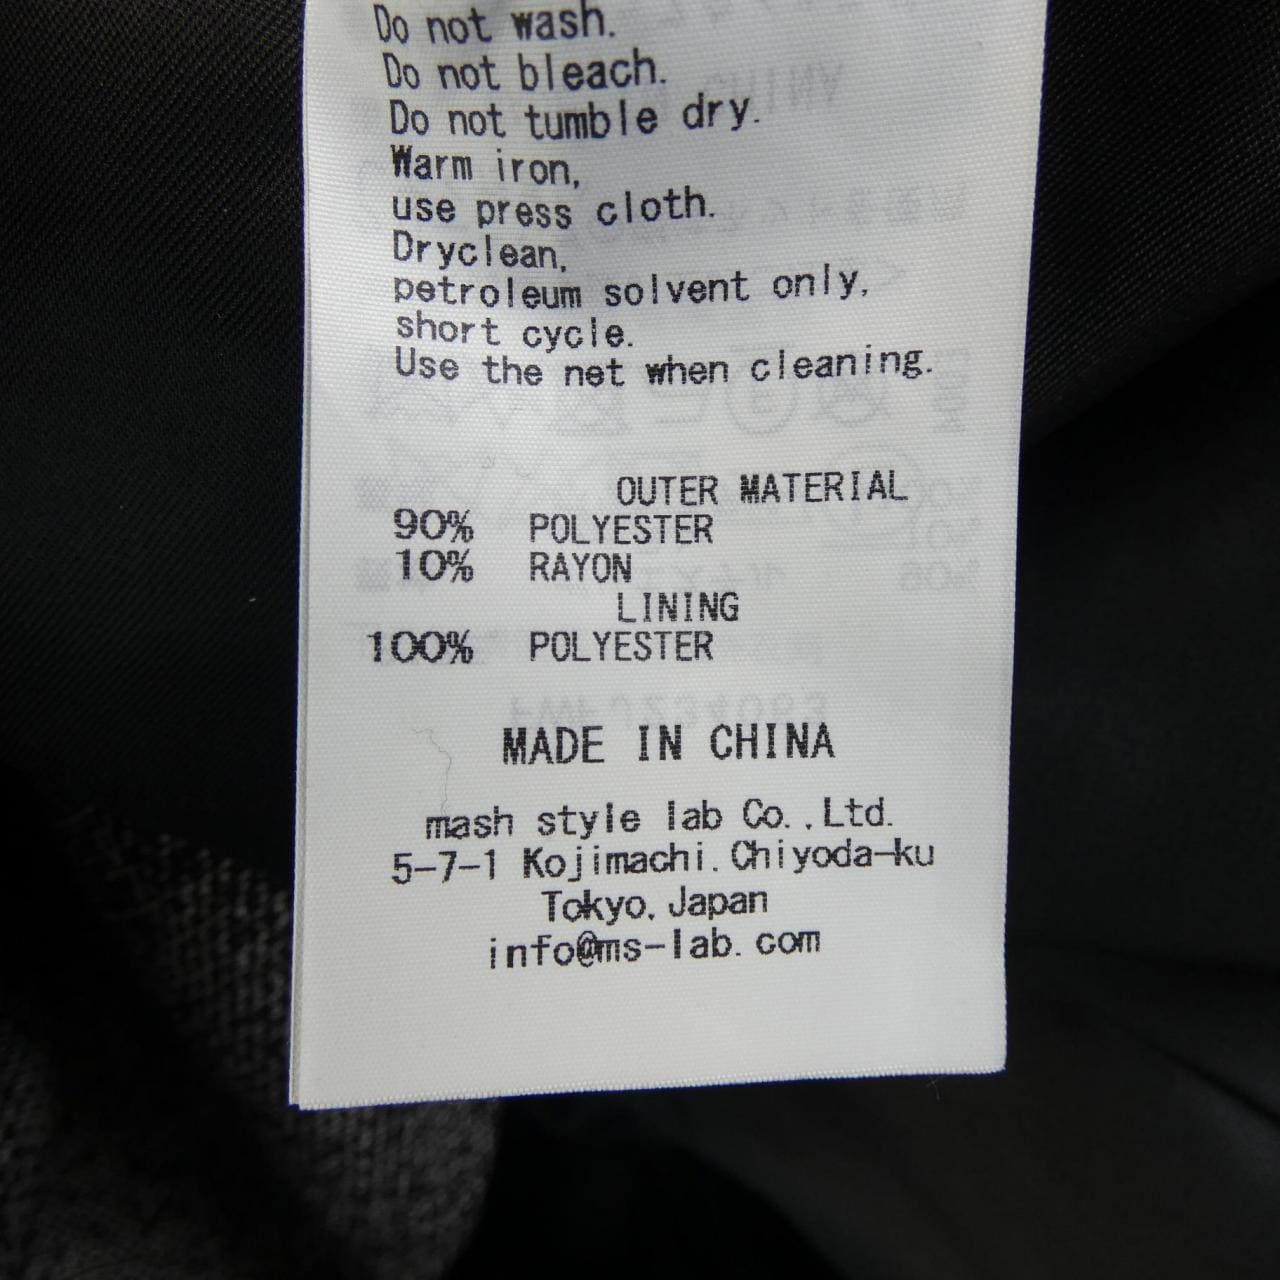 Do not wash.
Do not bleach.
Do not tumble dry.
Warm iron,
use press cloth.
Dryclean,
petroleum solvent only,
short cycle.
Use the net when cleaning.
OUTER MATERIAL
90% POLYESTER
10% RAYON
LINING
100% POLYESTER
MADE IN CHINA
mash style lab Co.,Ltd.
5-7-1 Kojimachi.Chiyoda-ku
Tokyo, Japan
info@ms-lab.com